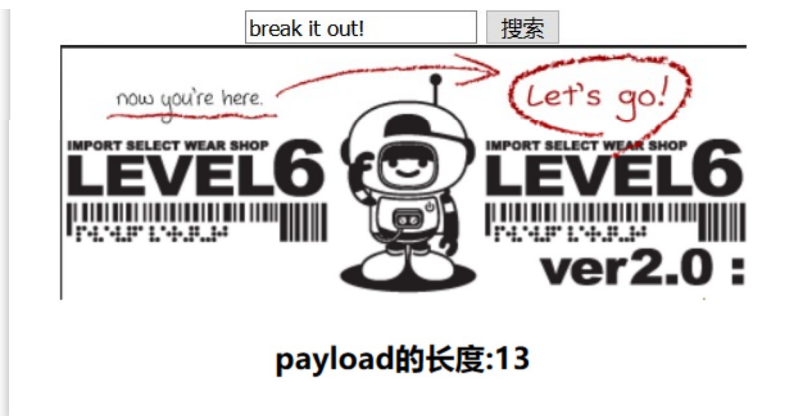 break it out! 搜索
now you're here. Let's go!
IMPORT SELECT WEAR SHOP IMPORT SELECT WEAR SHOP
LEVEL6 LEVEL6
ver2.0 :
payload的长度:13